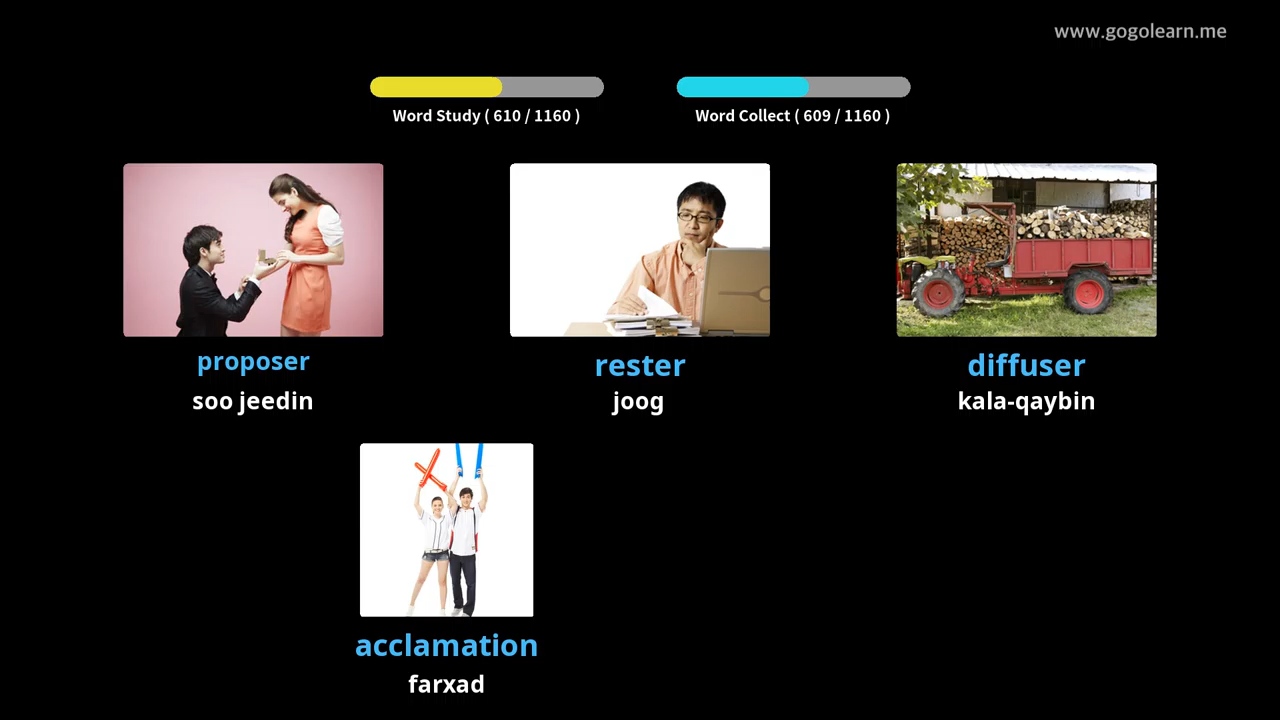 www.gogolearn.me
Word Study ( 610 / 1160 )
Word Collect ( 609 / 1160 )
proposer
soo jeedin
rester
joog
diffuser
kala-qaybin
acclamation
farxad